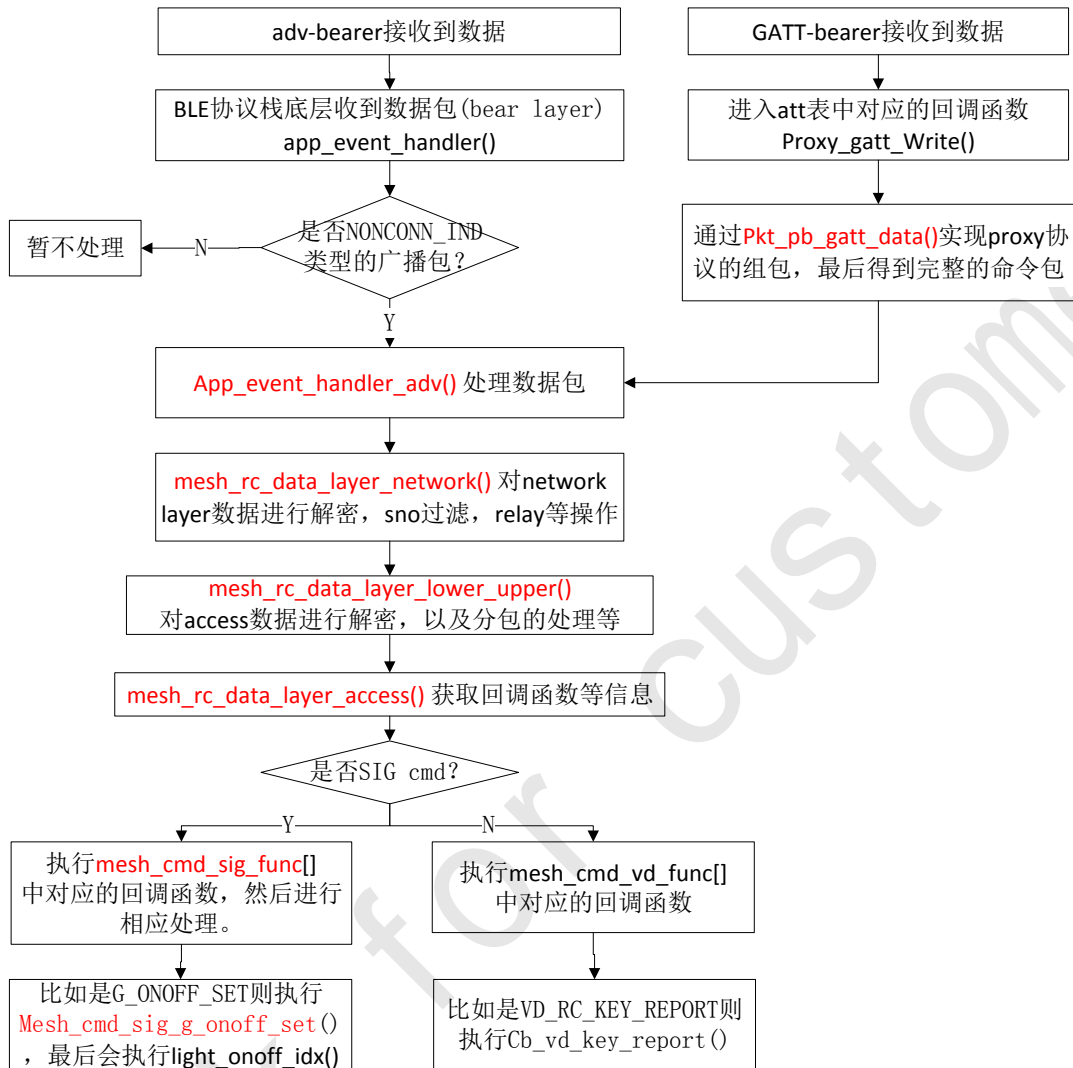 adv-bearer接收到数据
GATT-bearer接收到数据
BLE协议栈底层收到数据包(bear layer)
app_event_handler()
进入att表中对应的回调函数
Proxy_gatt_Write()
是否NONCONN_IND
类型的广播包？
N
暂不处理
通过Pkt_pb_gatt_data()实现proxy协
议的组包，最后得到完整的命令包
Y
App_event_handler_adv() 处理数据包
mesh_rc_data_layer_network() 对network
layer数据进行解密，sno过滤，relay等操作
mesh_rc_data_layer_lower_upper()
对access数据进行解密，以及分包的处理等
mesh_rc_data_layer_access() 获取回调函数等信息
是否SIG cmd？
Y
N
执行mesh_cmd_sig_func[]
中对应的回调函数，然后进行
相应处理。
执行mesh_cmd_vd_func[]
中对应的回调函数
比如是G_ONOFF_SET则执行
Mesh_cmd_sig_g_onoff_set()
，最后会执行light_onoff_idx()
比如是VD_RC_KEY_REPORT则
执行Cb_vd_key_report()
for custome